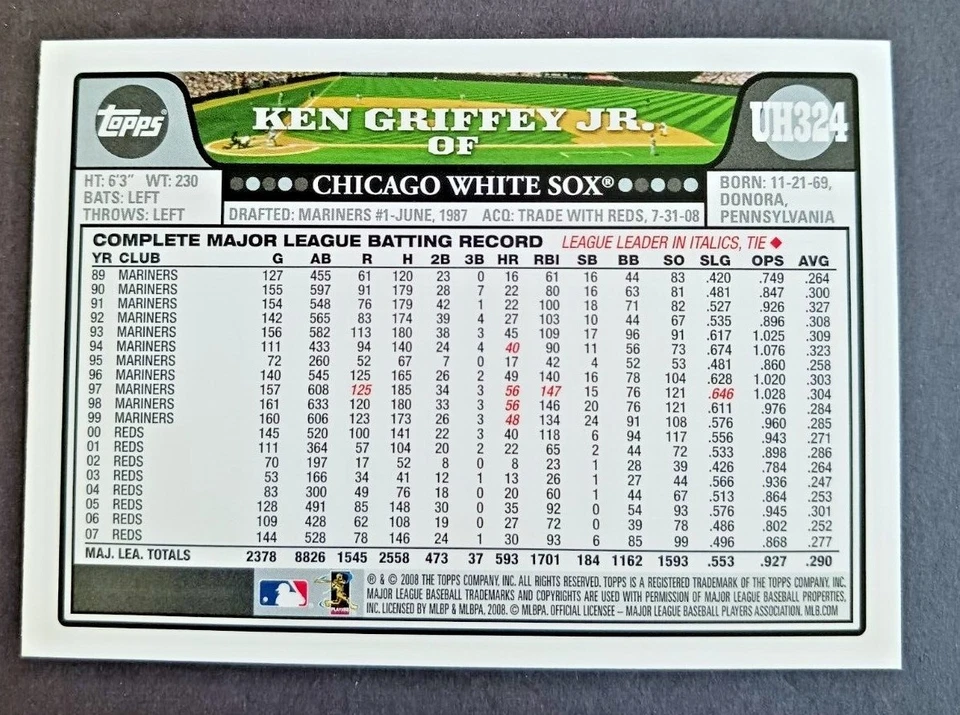 Topps
KEN GRIFFEY JR.
OF
UH324
HT: 6'3" WT: 230
BATS: LEFT
THROWS: LEFT
CHICAGO WHITE SOX®
DRAFTED: MARINERS #1-JUNE, 1987 ACQ: TRADE WITH REDS, 7-31-08
BORN: 11-21-69,
DONORA,
PENNSYLVANIA
COMPLETE MAJOR LEAGUE BATTING RECORD LEAGUE LEADER IN ITALICS, TIE ♦
YR CLUB G AB R H 2B 3B HR RBI SB BB SO SLG OPS AVG
89 MARINERS 127 455 61 120 23 0 16 61 16 44 83 .420 .749 .264
90 MARINERS 155 597 91 179 28 7 22 80 16 63 81 .481 .847 .300
91 MARINERS 154 548 76 179 42 1 22 100 18 71 82 .527 .926 .327
92 MARINERS 142 565 83 174 39 4 27 103 10 44 67 .535 .896 .308
93 MARINERS 156 582 113 180 38 3 45 109 17 96 91 .617 1.025 .309
94 MARINERS 111 433 94 140 24 4 40 90 11 56 73 .674 1.076 .323
95 MARINERS 72 260 52 67 7 0 17 42 4 52 53 .481 .860 .258
96 MARINERS 140 545 125 165 26 2 49 140 16 78 104 .628 1.020 .303
97 MARINERS 157 608 125 185 34 3 56 147 15 76 121 .646 1.028 .304
98 MARINERS 161 633 120 180 33 3 56 146 20 76 121 .611 .976 .284
99 MARINERS 160 606 123 173 26 3 48 134 24 91 108 .576 .960 .285
00 REDS 145 520 100 141 22 3 40 118 6 94 117 .556 .943 .271
01 REDS 111 364 57 104 20 2 22 65 2 44 72 .533 .898 .286
02 REDS 70 197 17 52 8 0 8 23 1 28 39 .426 .784 .264
03 REDS 53 166 34 41 12 1 13 26 1 27 44 .566 .936 .247
04 REDS 83 300 49 76 18 0 20 60 1 44 67 .513 .864 .253
05 REDS 128 491 85 148 30 0 35 92 0 54 93 .576 .945 .301
06 REDS 109 428 62 108 19 0 27 72 0 39 78 .486 .802 .252
07 REDS 144 528 78 146 24 1 30 93 6 85 99 .496 .868 .277
MAJ. LEA. TOTALS 2378 8826 1545 2558 473 37 593 1701 184 1162 1593 .553 .927 .290
® & © 2008 THE TOPPS COMPANY, INC. ALL RIGHTS RESERVED. TOPPS IS A REGISTERED TRADEMARK OF THE TOPPS COMPANY, INC.
MAJOR LEAGUE BASEBALL TRADEMARKS AND COPYRIGHTS ARE USED WITH PERMISSION OF MAJOR LEAGUE BASEBALL PROPERTIES,
INC. LICENSED BY MLBP & MLBPA, 2008. © MLBPA. OFFICIAL LICENSEE – MAJOR LEAGUE BASEBALL PLAYERS ASSOCIATION. MLB.COM